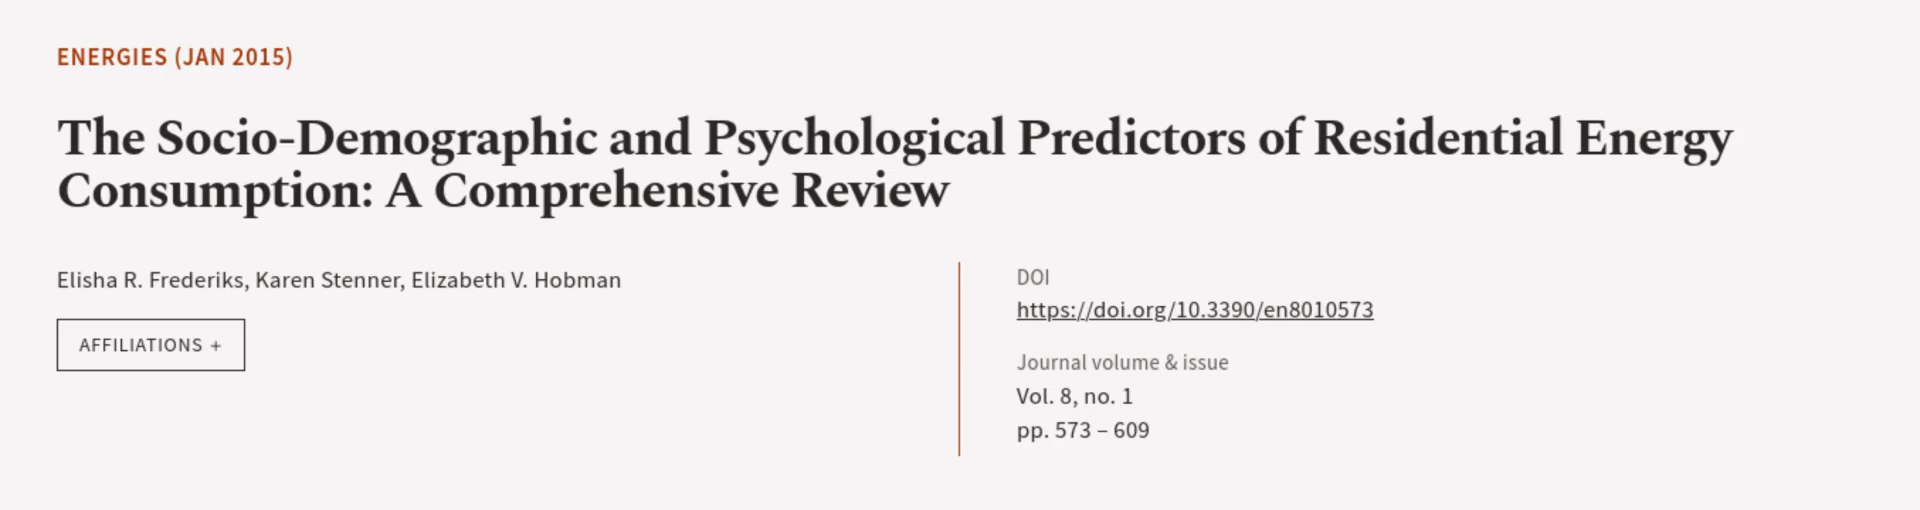 ENERGIES (JAN 2015)
The Socio-Demographic and Psychological Predictors of Residential Energy
Consumption: A Comprehensive Review
Elisha R. Frederiks, Karen Stenner, Elizabeth V. Hobman
AFFILIATIONS +
DOI
https://doi.org/10.3390/en8010573
Journal volume & issue
Vol. 8, no. 1
pp. 573 – 609